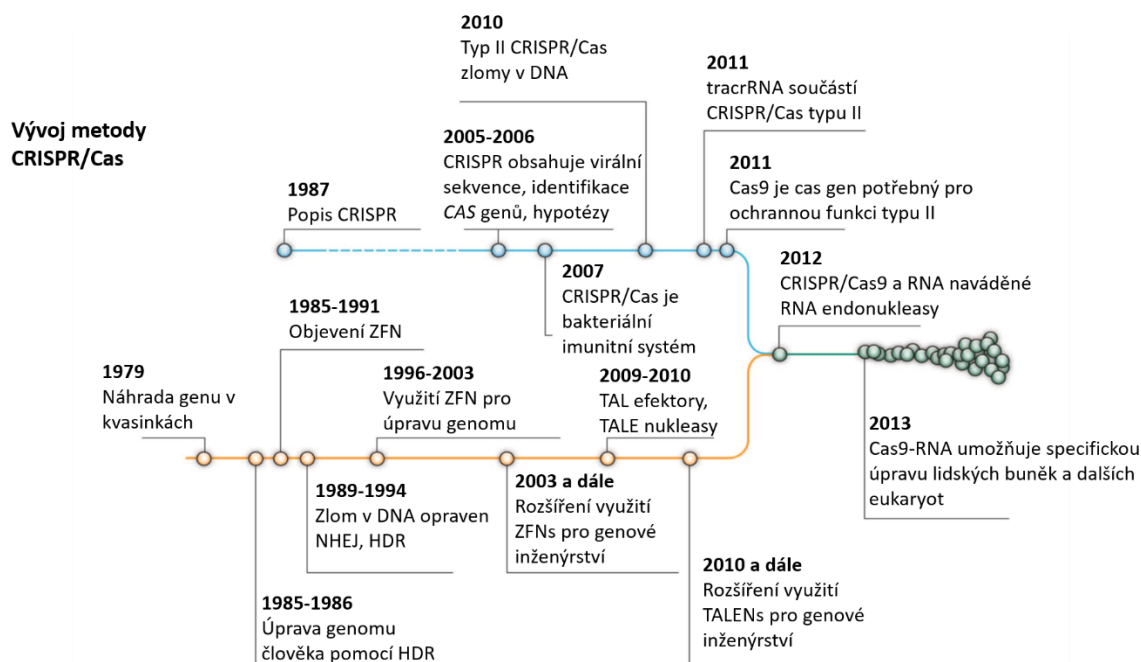 Vývoj metody
CRISPR/Cas
2010
Typ II CRISPR/Cas
zlomy v DNA
2011
tracrRNA součástí
CRISPR/Cas typu II
2005-2006
CRISPR obsahuje virální
sekvence, identifikace
CAS genů, hypotézy
2011
Cas9 je cas gen potřebný pro
ochrannou funkci typu II
1987
Popis CRISPR
2012
CRISPR/Cas9 a RNA naváděné
RNA endonukleasy
2007
CRISPR/Cas je
bakteriální
imunitní systém
1985-1991
Objevení ZFN
1979
Náhrada genu v
kvasinkách
1996-2003
Využití ZFN pro
úpravu genomu
2009-2010
TAL efektory,
TALE nukleasy
2013
Cas9-RNA umožňuje specifickou
úpravu lidských buněk a dalších
eukaryot
1989-1994
Zlom v DNA opraven
NHEJ, HDR
2003 a dále
Rozšíření využití
ZFNs pro genové
inženýrství
2010 a dále
Rozšíření využití
TALENs pro genové
inženýrství
1985-1986
Úprava genomu
člověka pomocí HDR